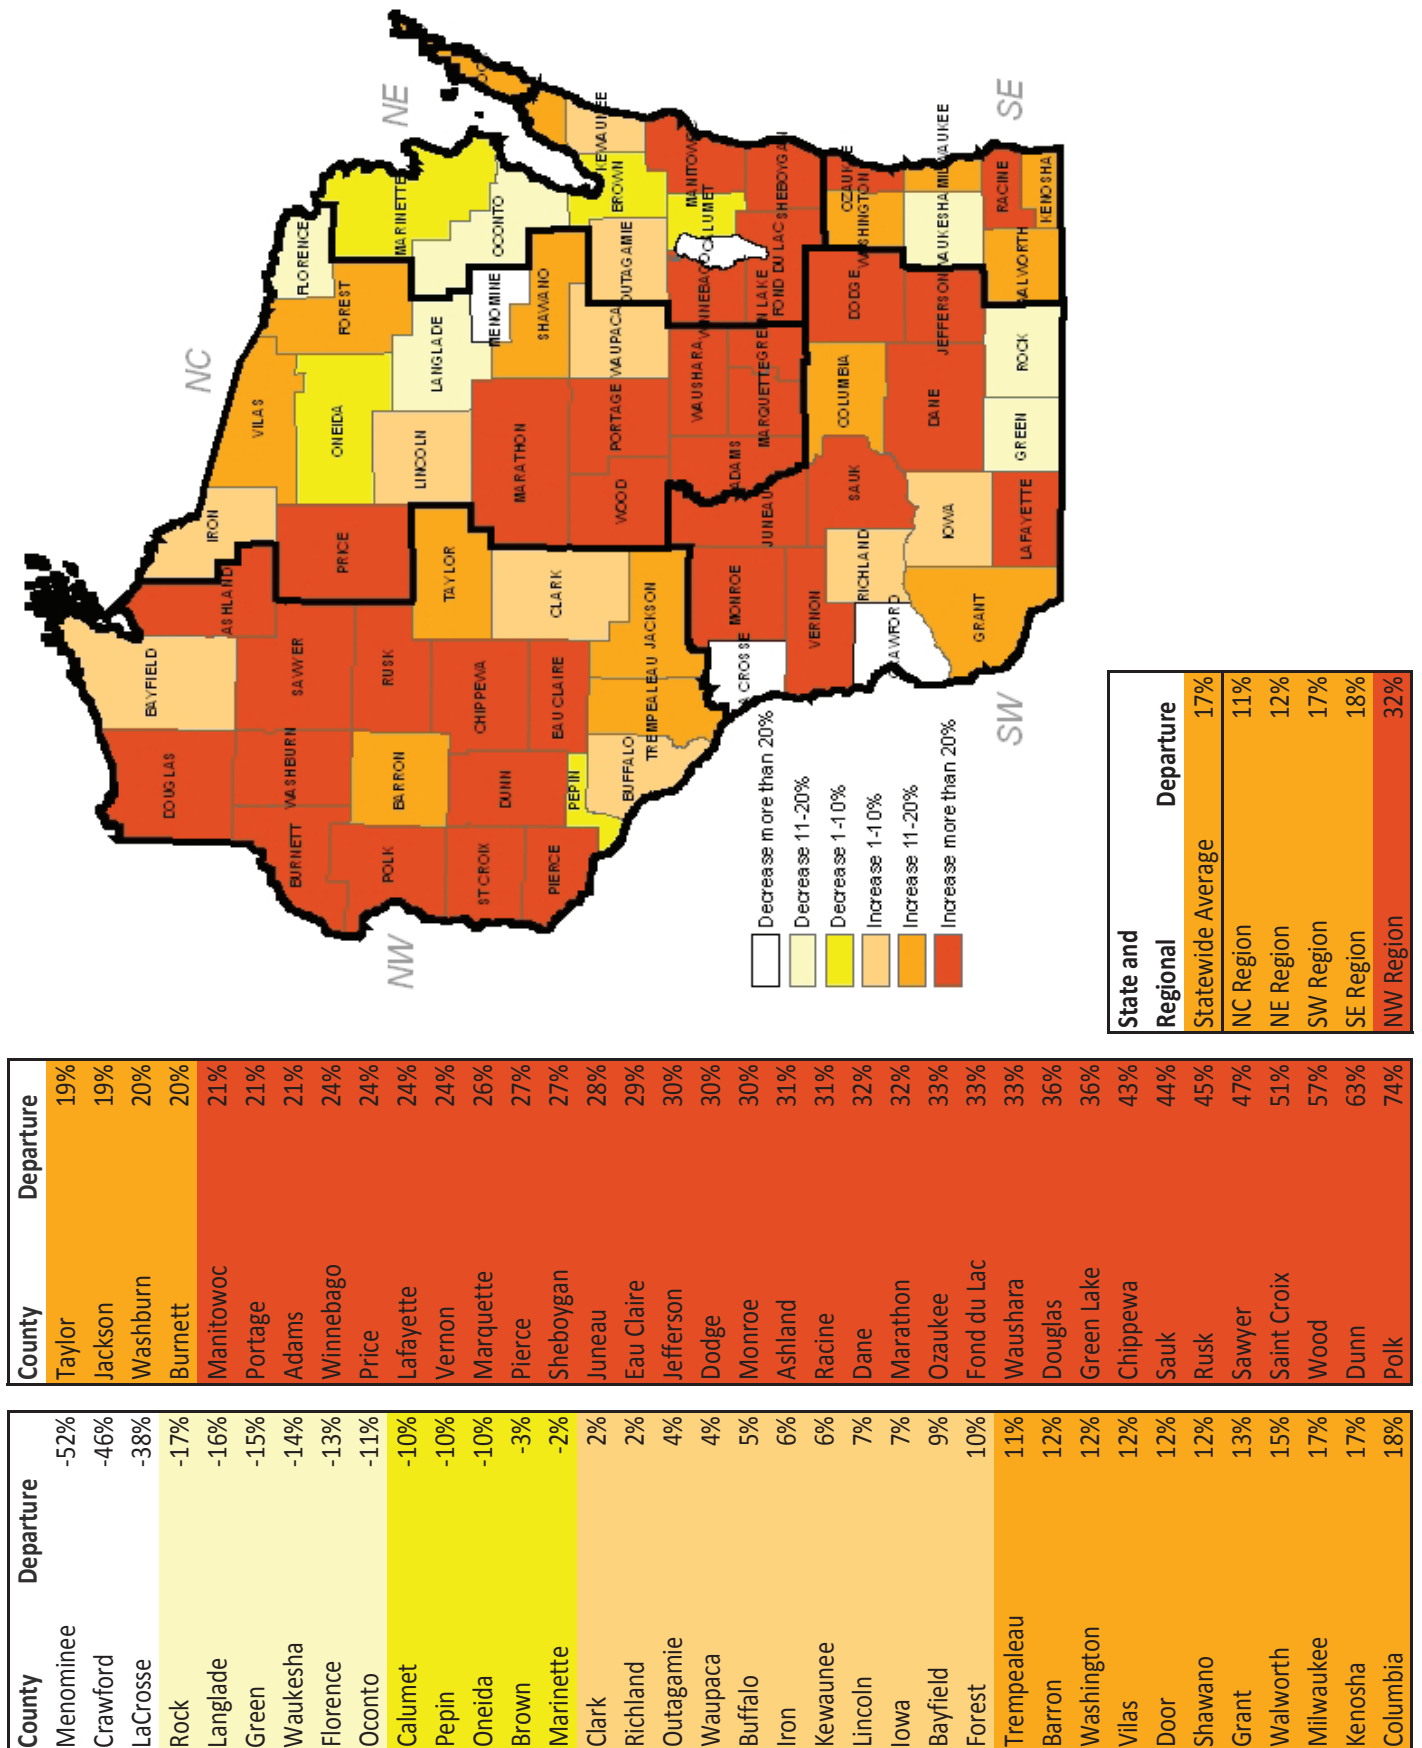 County Departure
Menominee -52%
Crawford -46%
LaCrosse -38%
Rock -17%
Langlade -16%
Green -15%
Waukesha -14%
Florence -13%
Oconto -11%
Calumet -10%
Pepin -10%
Oneida -10%
Brown -3%
Marinette -2%
Clark 2%
Richland 2%
Outagamie 4%
Waupaca 4%
Buffalo 5%
Iron 6%
Kewaunee 6%
Lincoln 7%
Iowa 7%
Bayfield 9%
Forest 10%
Trempealeau 11%
Barron 12%
Washington 12%
Vilas 12%
Door 12%
Shawano 12%
Grant 13%
Walworth 15%
Milwaukee 17%
Kenosha 17%
Columbia 18%
County Departure
Taylor 19%
Jackson 19%
Washburn 20%
Burnett 20%
Manitowoc 21%
Portage 21%
Adams 21%
Winnebago 24%
Price 24%
Lafayette 24%
Vernon 24%
Marquette 26%
Pierce 27%
Sheboygan 27%
Juneau 28%
Eau Claire 29%
Jefferson 30%
Dodge 30%
Monroe 30%
Ashland 31%
Racine 31%
Dane 32%
Marathon 32%
Ozaukee 33%
Fond du Lac 33%
Waushara 33%
Douglas 36%
Green Lake 36%
Chippewa 43%
Sauk 44%
Rusk 45%
Sawyer 47%
Saint Croix 51%
Wood 57%
Dunn 63%
Polk 74%
BAYFIELD
DOUGLAS
NC
IRON
ASHLAND
VILAS
BURNETT
WASHBURN
SAWYER
FLORENCE
ONEIDA
PRICE
FOREST
POLK
BARRON
RUSK
NW
MARINETTE
NE
LINCOLN
LANGLADE
TAYLOR
ST CROIX
CHIPPEWA
MENOMINE
OCONTO
DUNN
MARATHON
SHAWANO
PIERCE
EAU CLAIRE
CLARK
PEPIN
KEWAUNEE
BROWN
PORTAGE
WAUPACA
OUTAGAMIE
WOOD
BUFFALO
TREMPEALEAU
JACKSON
WAUSHARA
MANITOWO
WINNEBAGO
CALUMET
MONROE
ADAMS
ACROSSE
JUNEAU
MARQUETTE
GREEN LAKE
FOND DU LAC
SHEBOYGAN
VERNON
COLUMBIA
SAUK
DODGE
OZAUKEE
WASHINGTON
RICHLAND
AWFORD
DANE
IOWA
JEFFERSON
AUKESHA
MILWAUKEE
GRANT
RACINE
SW
SE
LAFAYETTE
GREEN
ROCK
ALWORTH
KENOSHA
Decrease more than 20%
Decrease 11-20%
Decrease 1-10%
Increase 1-10%
Increase 11-20%
Increase more than 20%
State and
Regional Departure
Statewide Average 17%
NC Region 11%
NE Region 12%
SW Region 17%
SE Region 18%
NW Region 32%